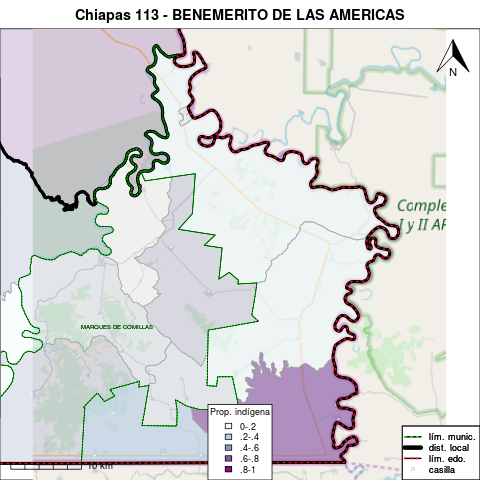 Chiapas 113 - BENEMERITO DE LAS AMERICAS
N
Comple
I y II AP
MARQUES DE COMILLAS
Prop. indígena
0-.2
.2-.4
.4-.6
.6-.8
.8-1
lím. munic.
dist. local
lím. edo.
casilla
10 km